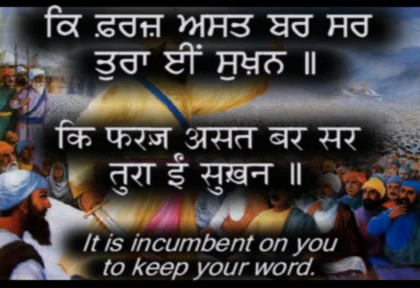 ਕਿ ਫ਼ਰਜ਼ ਅਸਤ ਬਰ ਸਰ
ਤੁਰਾ ਈਂ ਸੁਖ਼ਨ ॥
कि फरज़ असत बर सर
तुरा ईं सुख़न ॥
It is incumbent on you
to keep your word.